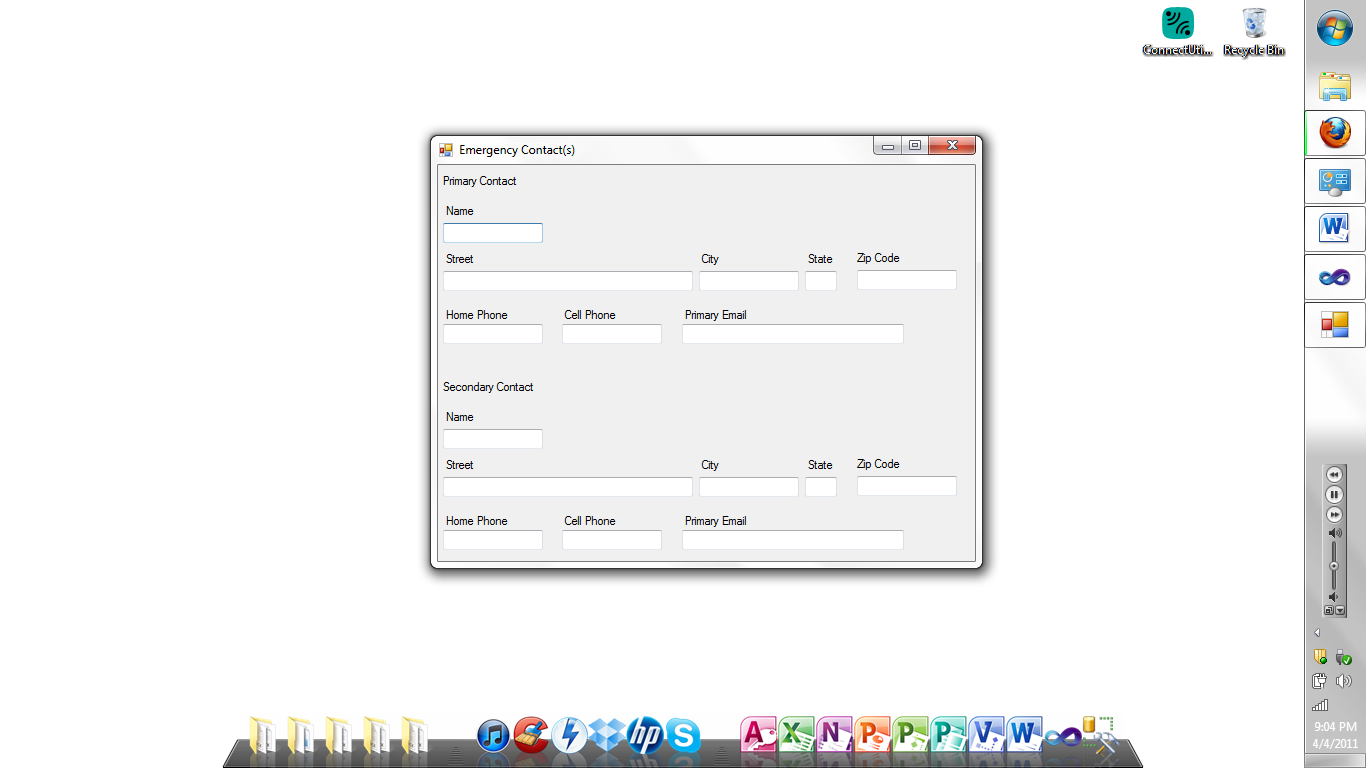 ConnectUti... Recycle Bin
Emergency Contact(s)
Primary Contact
Name
Street City State Zip Code
Home Phone Cell Phone Primary Email
Secondary Contact
Name
Street City State Zip Code
Home Phone Cell Phone Primary Email
hp S A X N P P P V W
W
9:04 PM
4/4/2011